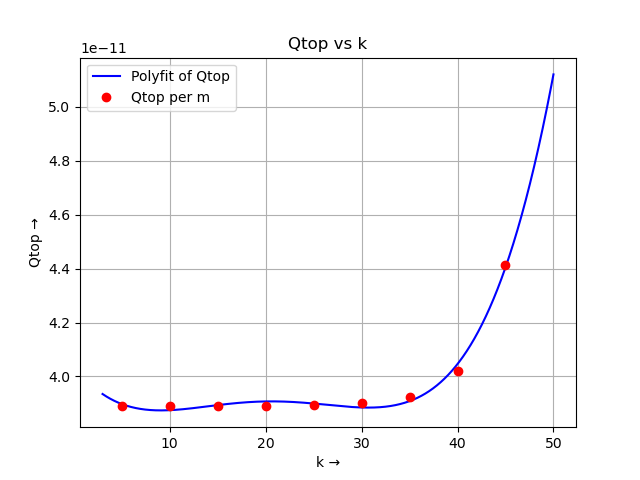 Qtop vs k
1e−11
Polyfit of Qtop
Qtop per m
5.0
4.8
4.6
4.4
4.2
4.0
Qtop →
10
20
30
40
50
k →